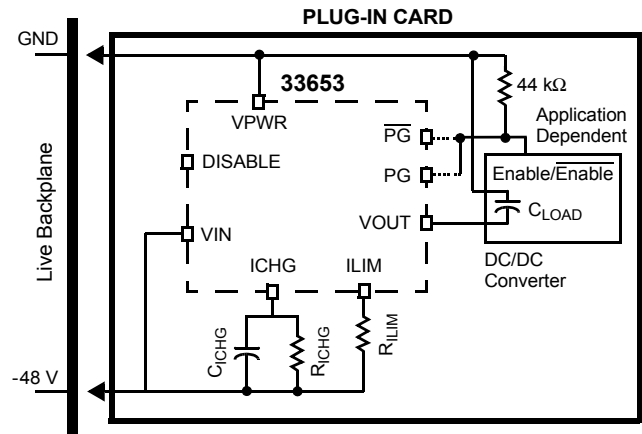 PLUG-IN CARD
GND
33653
44 kΩ
VPWR
Application
Dependent
PG
DISABLE
PG
Enable/Enable
CLOAD
VOUT
VIN
DC/DC
Converter
ICHG
ILIM
Live Backplane
CICHG
RICHG
RILIM
-48 V